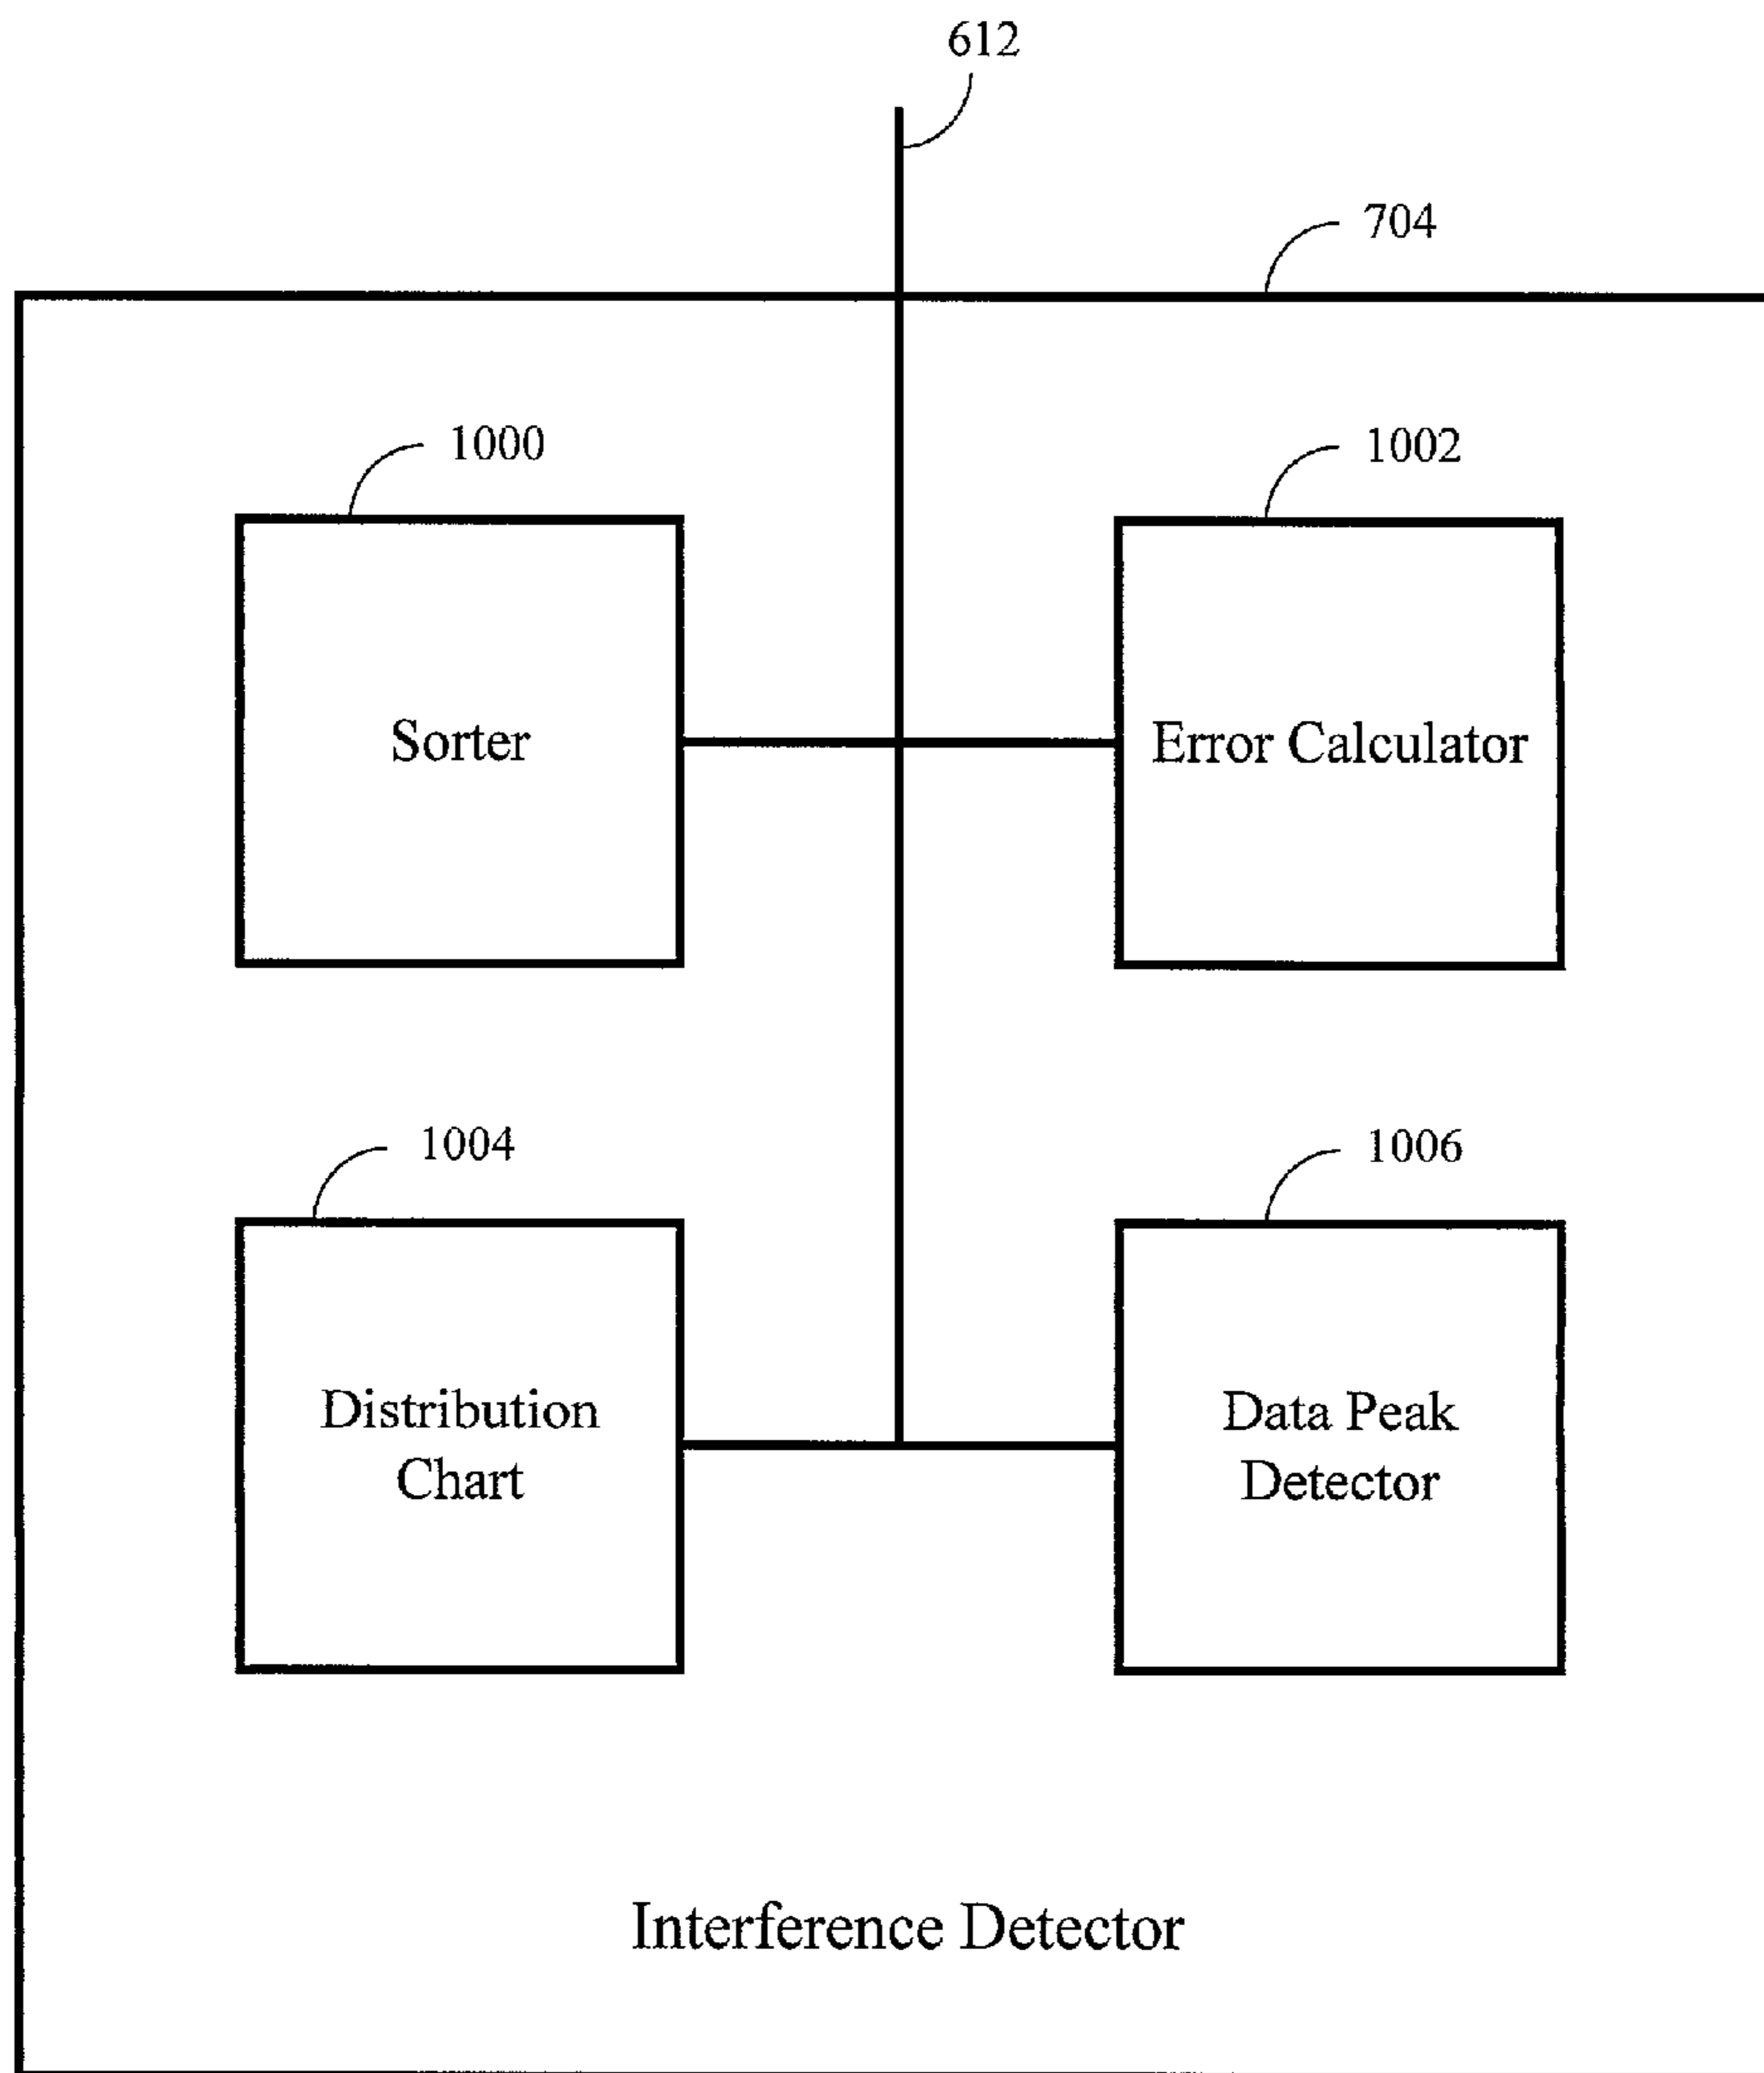 612
704
1000
1002
Sorter
Error Calculator
1004
1006
Distribution
Chart
Data Peak
Detector
Interference Detector